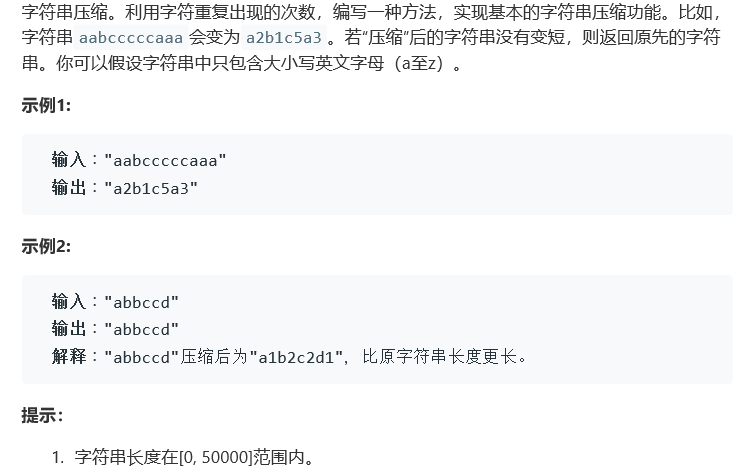 字符串压缩。利用字符重复出现的次数，编写一种方法，实现基本的字符串压缩功能。比如，
字符串 aabcccccaaa 会变为 a2b1c5a3 。若“压缩”后的字符串没有变短，则返回原先的字符
串。你可以假设字符串中只包含大小写英文字母（a至z）。
示例1:
输入："aabcccccaaa"
输出："a2b1c5a3"
示例2:
输入："abbccd"
输出："abbccd"
解释："abbccd"压缩后为"a1b2c2d1"，比原字符串长度更长。
提示：
1. 字符串长度在[0, 50000]范围内。